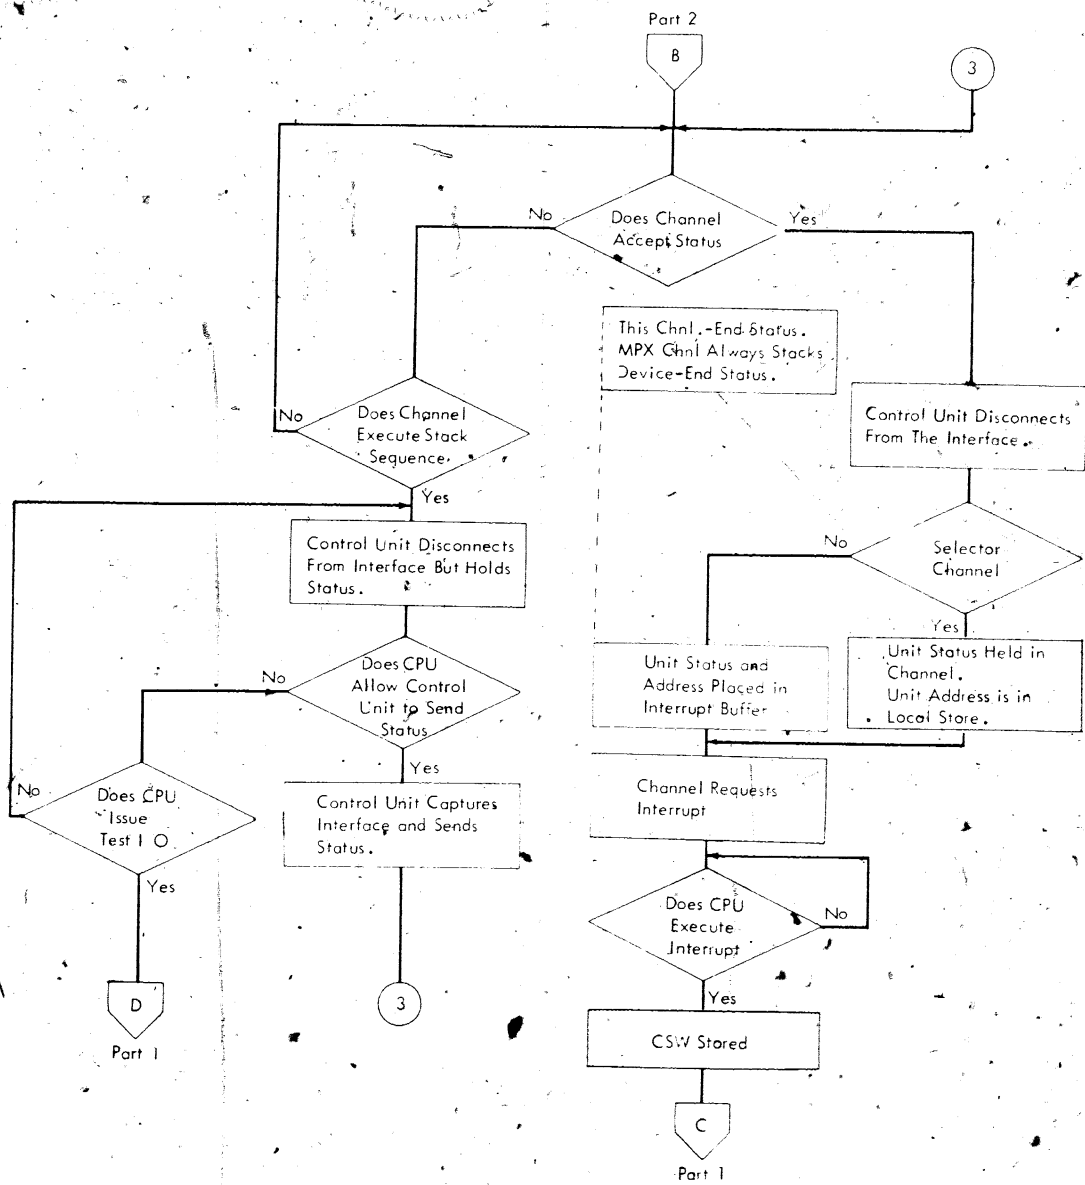 Part 2
B
3
Does Channel
Accept Status
No
Yes
This Chnl.-End Status.
MPX Chnl Always Stacks
Device-End Status.
Does Channel
Execute Stack
Sequence.
No
Yes
Control Unit Disconnects
From The Interface.
Control Unit Disconnects
From Interface But Holds
Status.
Selector
Channel
No
Yes
Does CPU
Allow Control
Unit to Send
Status
No
Yes
Unit Status and
Address Placed in
Interrupt Buffer
Unit Status Held in
Channel.
Unit Address is in
Local Store.
Does CPU
Issue
Test I O
No
Yes
Control Unit Captures
Interface and Sends
Status.
Channel Requests
Interrupt
Does CPU
Execute
Interrupt
No
Yes
D
Part 1
3
CSW Stored
C
Part 1